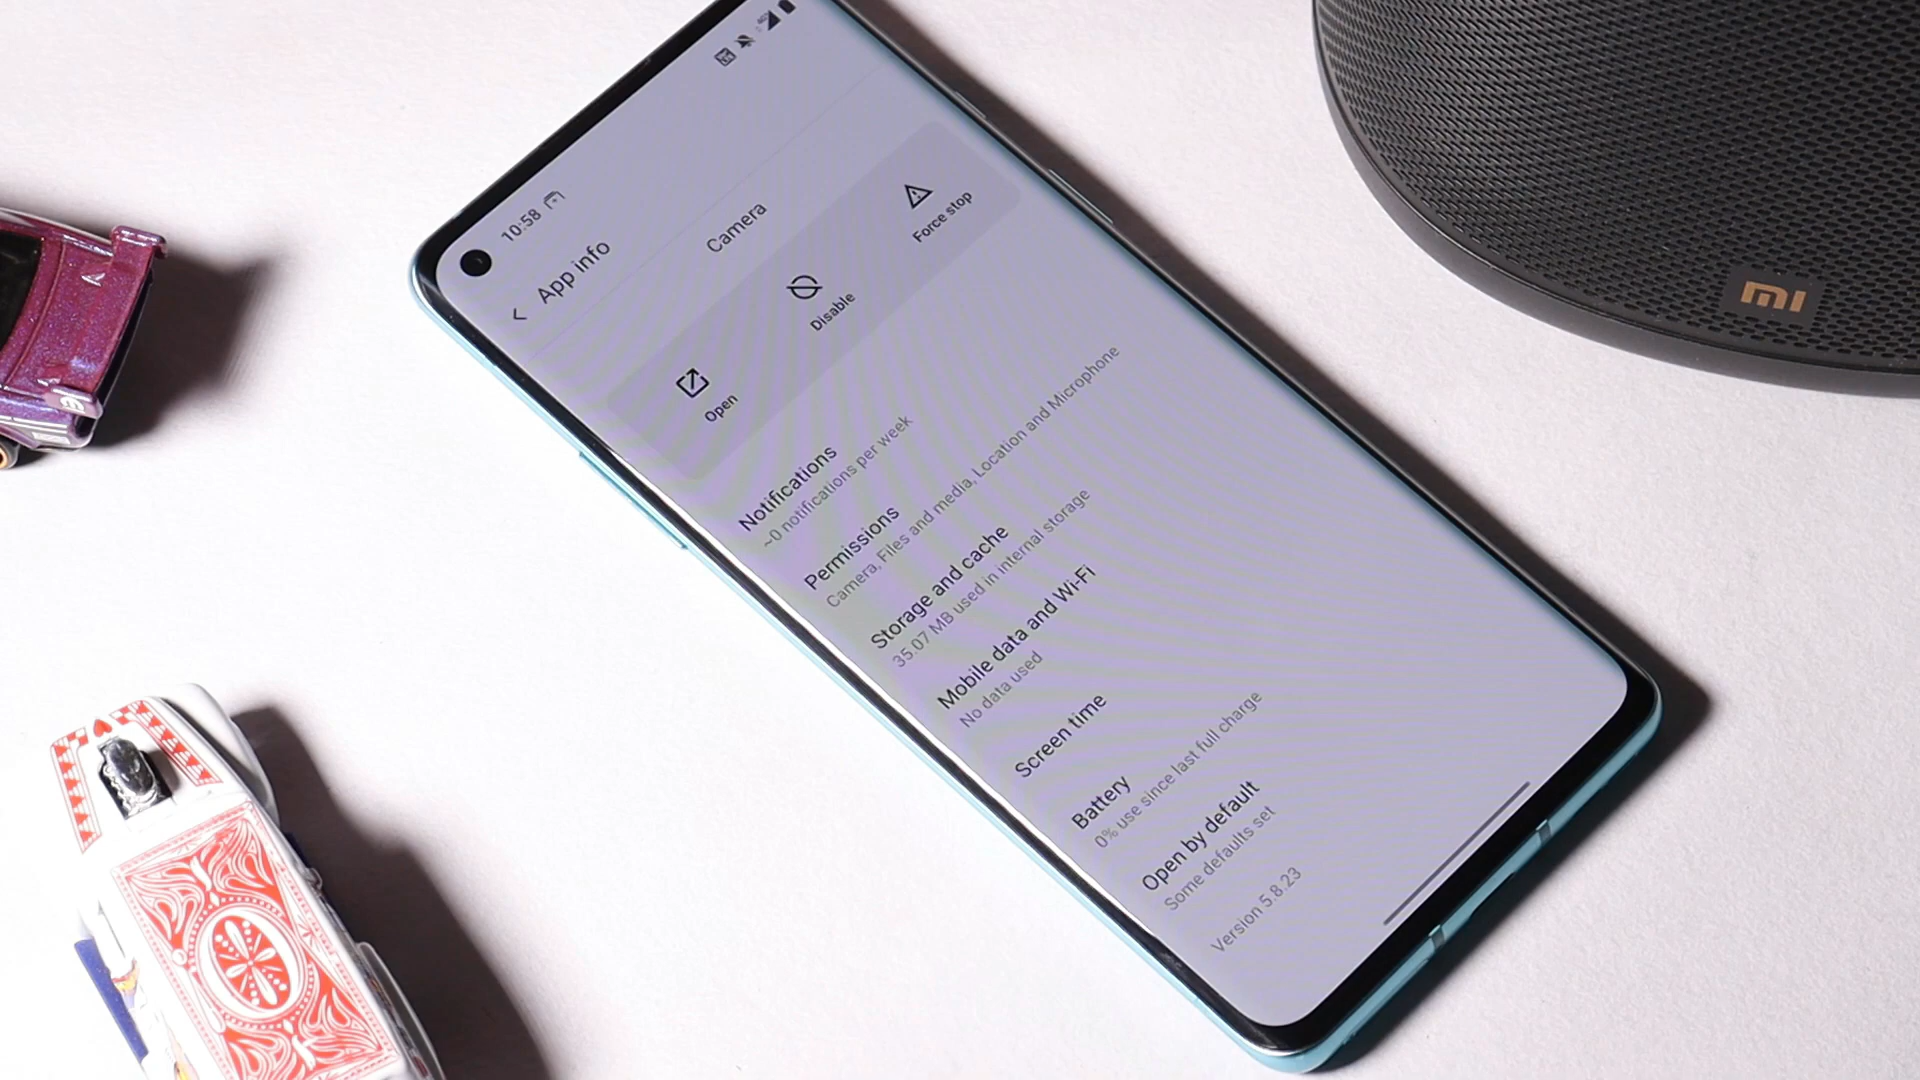 10:58
App info
Camera
Open
Disable
Force stop
Notifications
~0 notifications per week
Permissions
Camera, Files and media, Location and Microphone
Storage and cache
35.07 MB used in internal storage
Mobile data and Wi-Fi
No data used
Screen time
Battery
0% use since last full charge
Open by default
Some defaults set
Version 5.8.23
mi